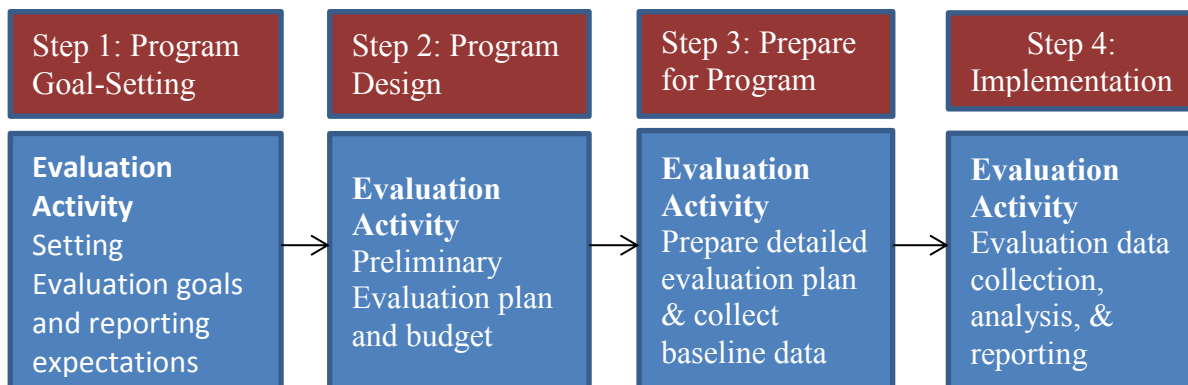 Step 1: Program
Goal-Setting
Step 2: Program
Design
Step 3: Prepare
for Program
Step 4:
Implementation
Evaluation
Activity
Setting
Evaluation goals
and reporting
expectations
Evaluation
Activity
Preliminary
Evaluation plan
and budget
Evaluation
Activity
Prepare detailed
evaluation plan
& collect
baseline data
Evaluation
Activity
Evaluation data
collection,
analysis, &
reporting